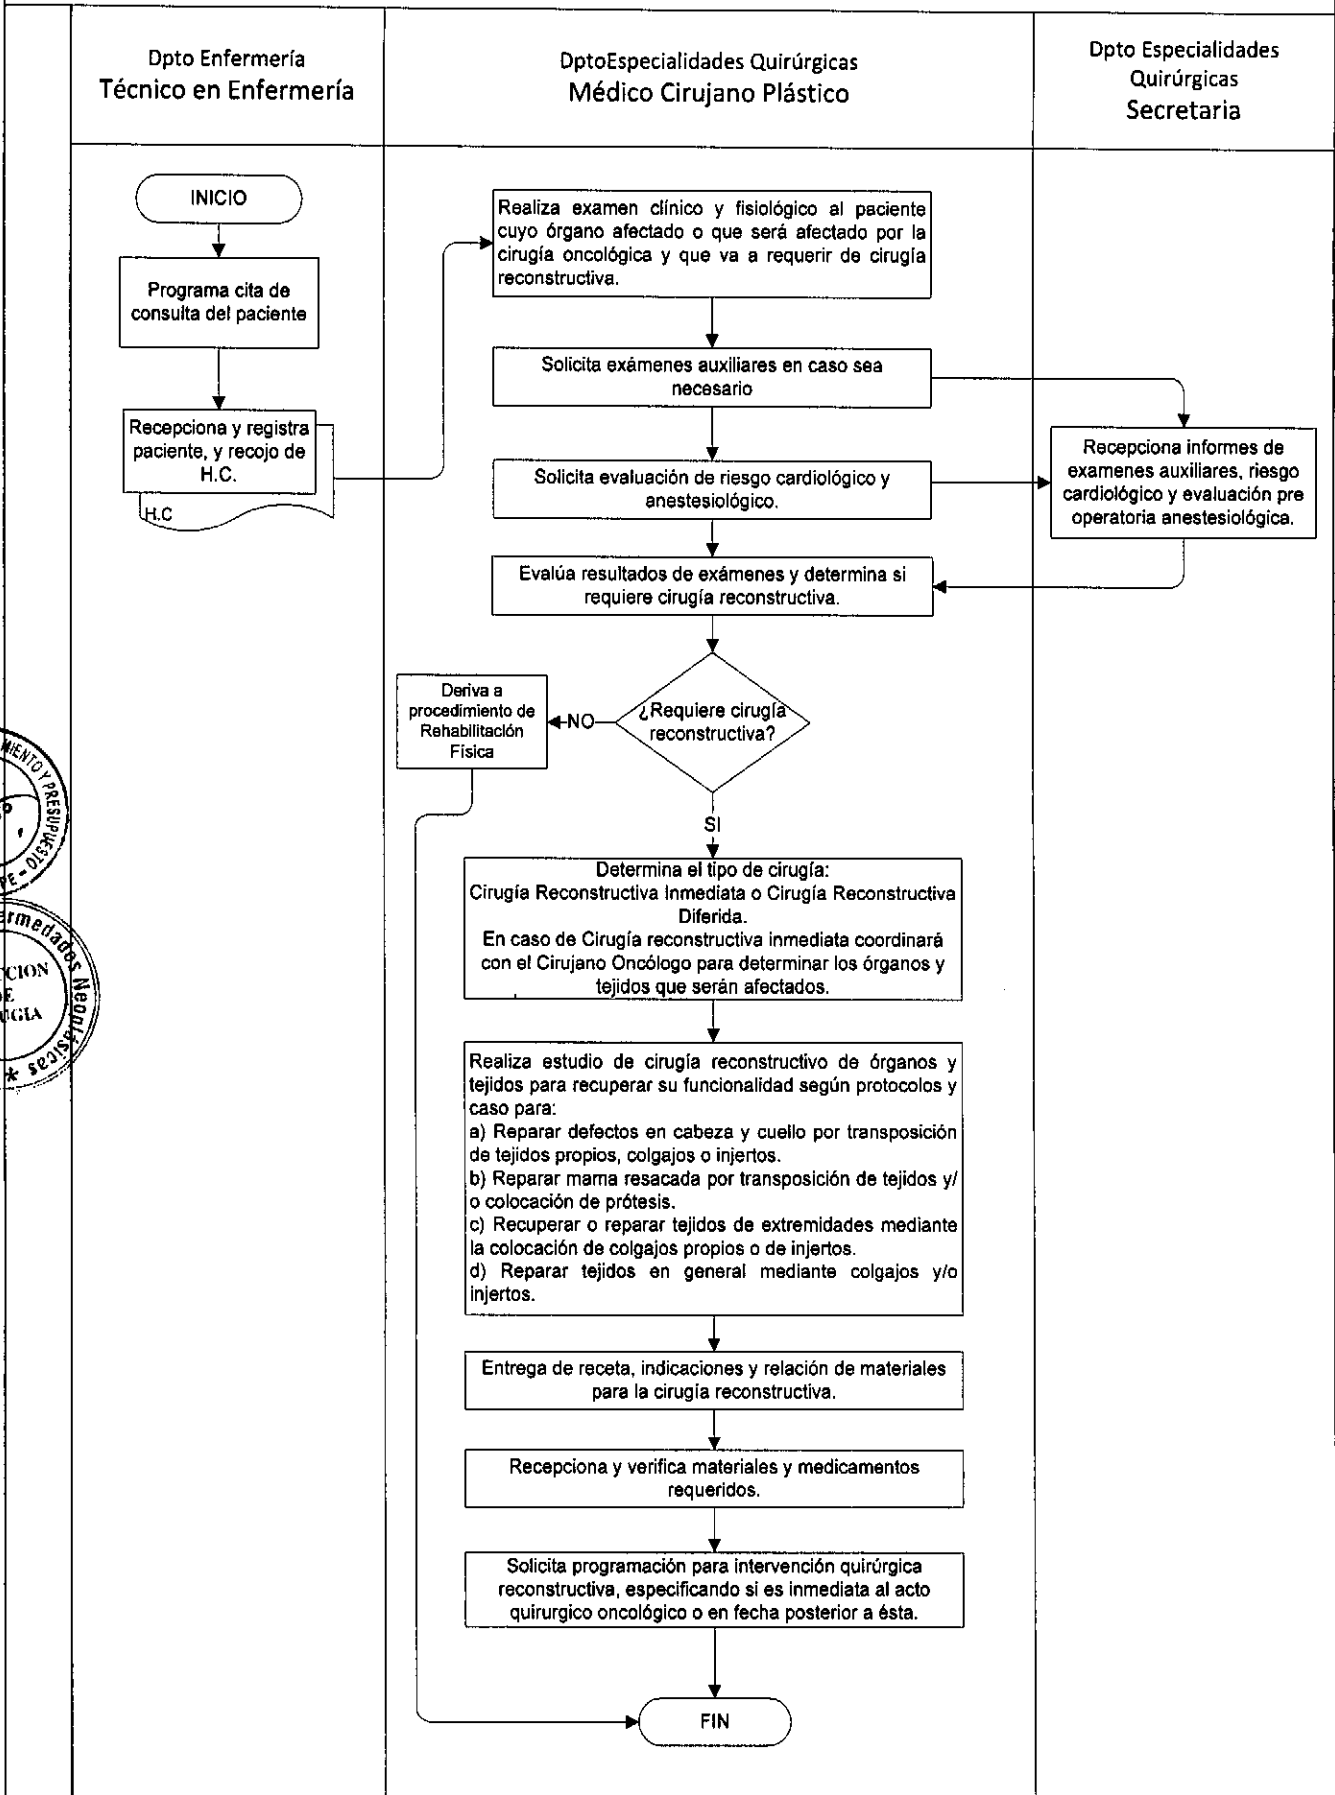 Dpto Enfermería
Técnico en Enfermería
DptoEspecialidades Quirúrgicas
Médico Cirujano Plástico
Dpto Especialidades
Quirúrgicas
Secretaria
INICIO
Programa cita de
consulta del paciente
Recepciona y registra
paciente, y recojo de
H.C.
H.C
Realiza examen clínico y fisiológico al paciente
cuyo órgano afectado o que será afectado por la
cirugía oncológica y que va a requerir de cirugía
reconstructiva.
Solicita exámenes auxiliares en caso sea
necesario
Solicita evaluación de riesgo cardiológico y
anestesiológico.
Recepciona informes de
examenes auxiliares, riesgo
cardiológico y evaluación pre
operatoria anestesiológica.
Evalúa resultados de exámenes y determina si
requiere cirugía reconstructiva.
¿Requiere cirugía
reconstructiva?
NO
Deriva a
procedimiento de
Rehabilitación
Física
SI
Determina el tipo de cirugía:
Cirugía Reconstructiva Inmediata o Cirugía Reconstructiva
Diferida.
En caso de Cirugía reconstructiva inmediata coordinará
con el Cirujano Oncólogo para determinar los órganos y
tejidos que serán afectados.
Realiza estudio de cirugía reconstructivo de órganos y
tejidos para recuperar su funcionalidad según protocolos y
caso para:
a) Reparar defectos en cabeza y cuello por transposición
de tejidos propios, colgajos o injertos.
b) Reparar mama resacada por transposición de tejidos y/
o colocación de prótesis.
c) Recuperar o reparar tejidos de extremidades mediante
la colocación de colgajos propios o de injertos.
d) Reparar tejidos en general mediante colgajos y/o
injertos.
Entrega de receta, indicaciones y relación de materiales
para la cirugía reconstructiva.
Recepciona y verifica materiales y medicamentos
requeridos.
Solicita programación para intervención quirúrgica
reconstructiva, especificando si es inmediata al acto
quirurgico oncológico o en fecha posterior a ésta.
FIN
MIENTO Y PRESUPUESTO
ermedades Neoplásicas *
CCION
DE
UGIA